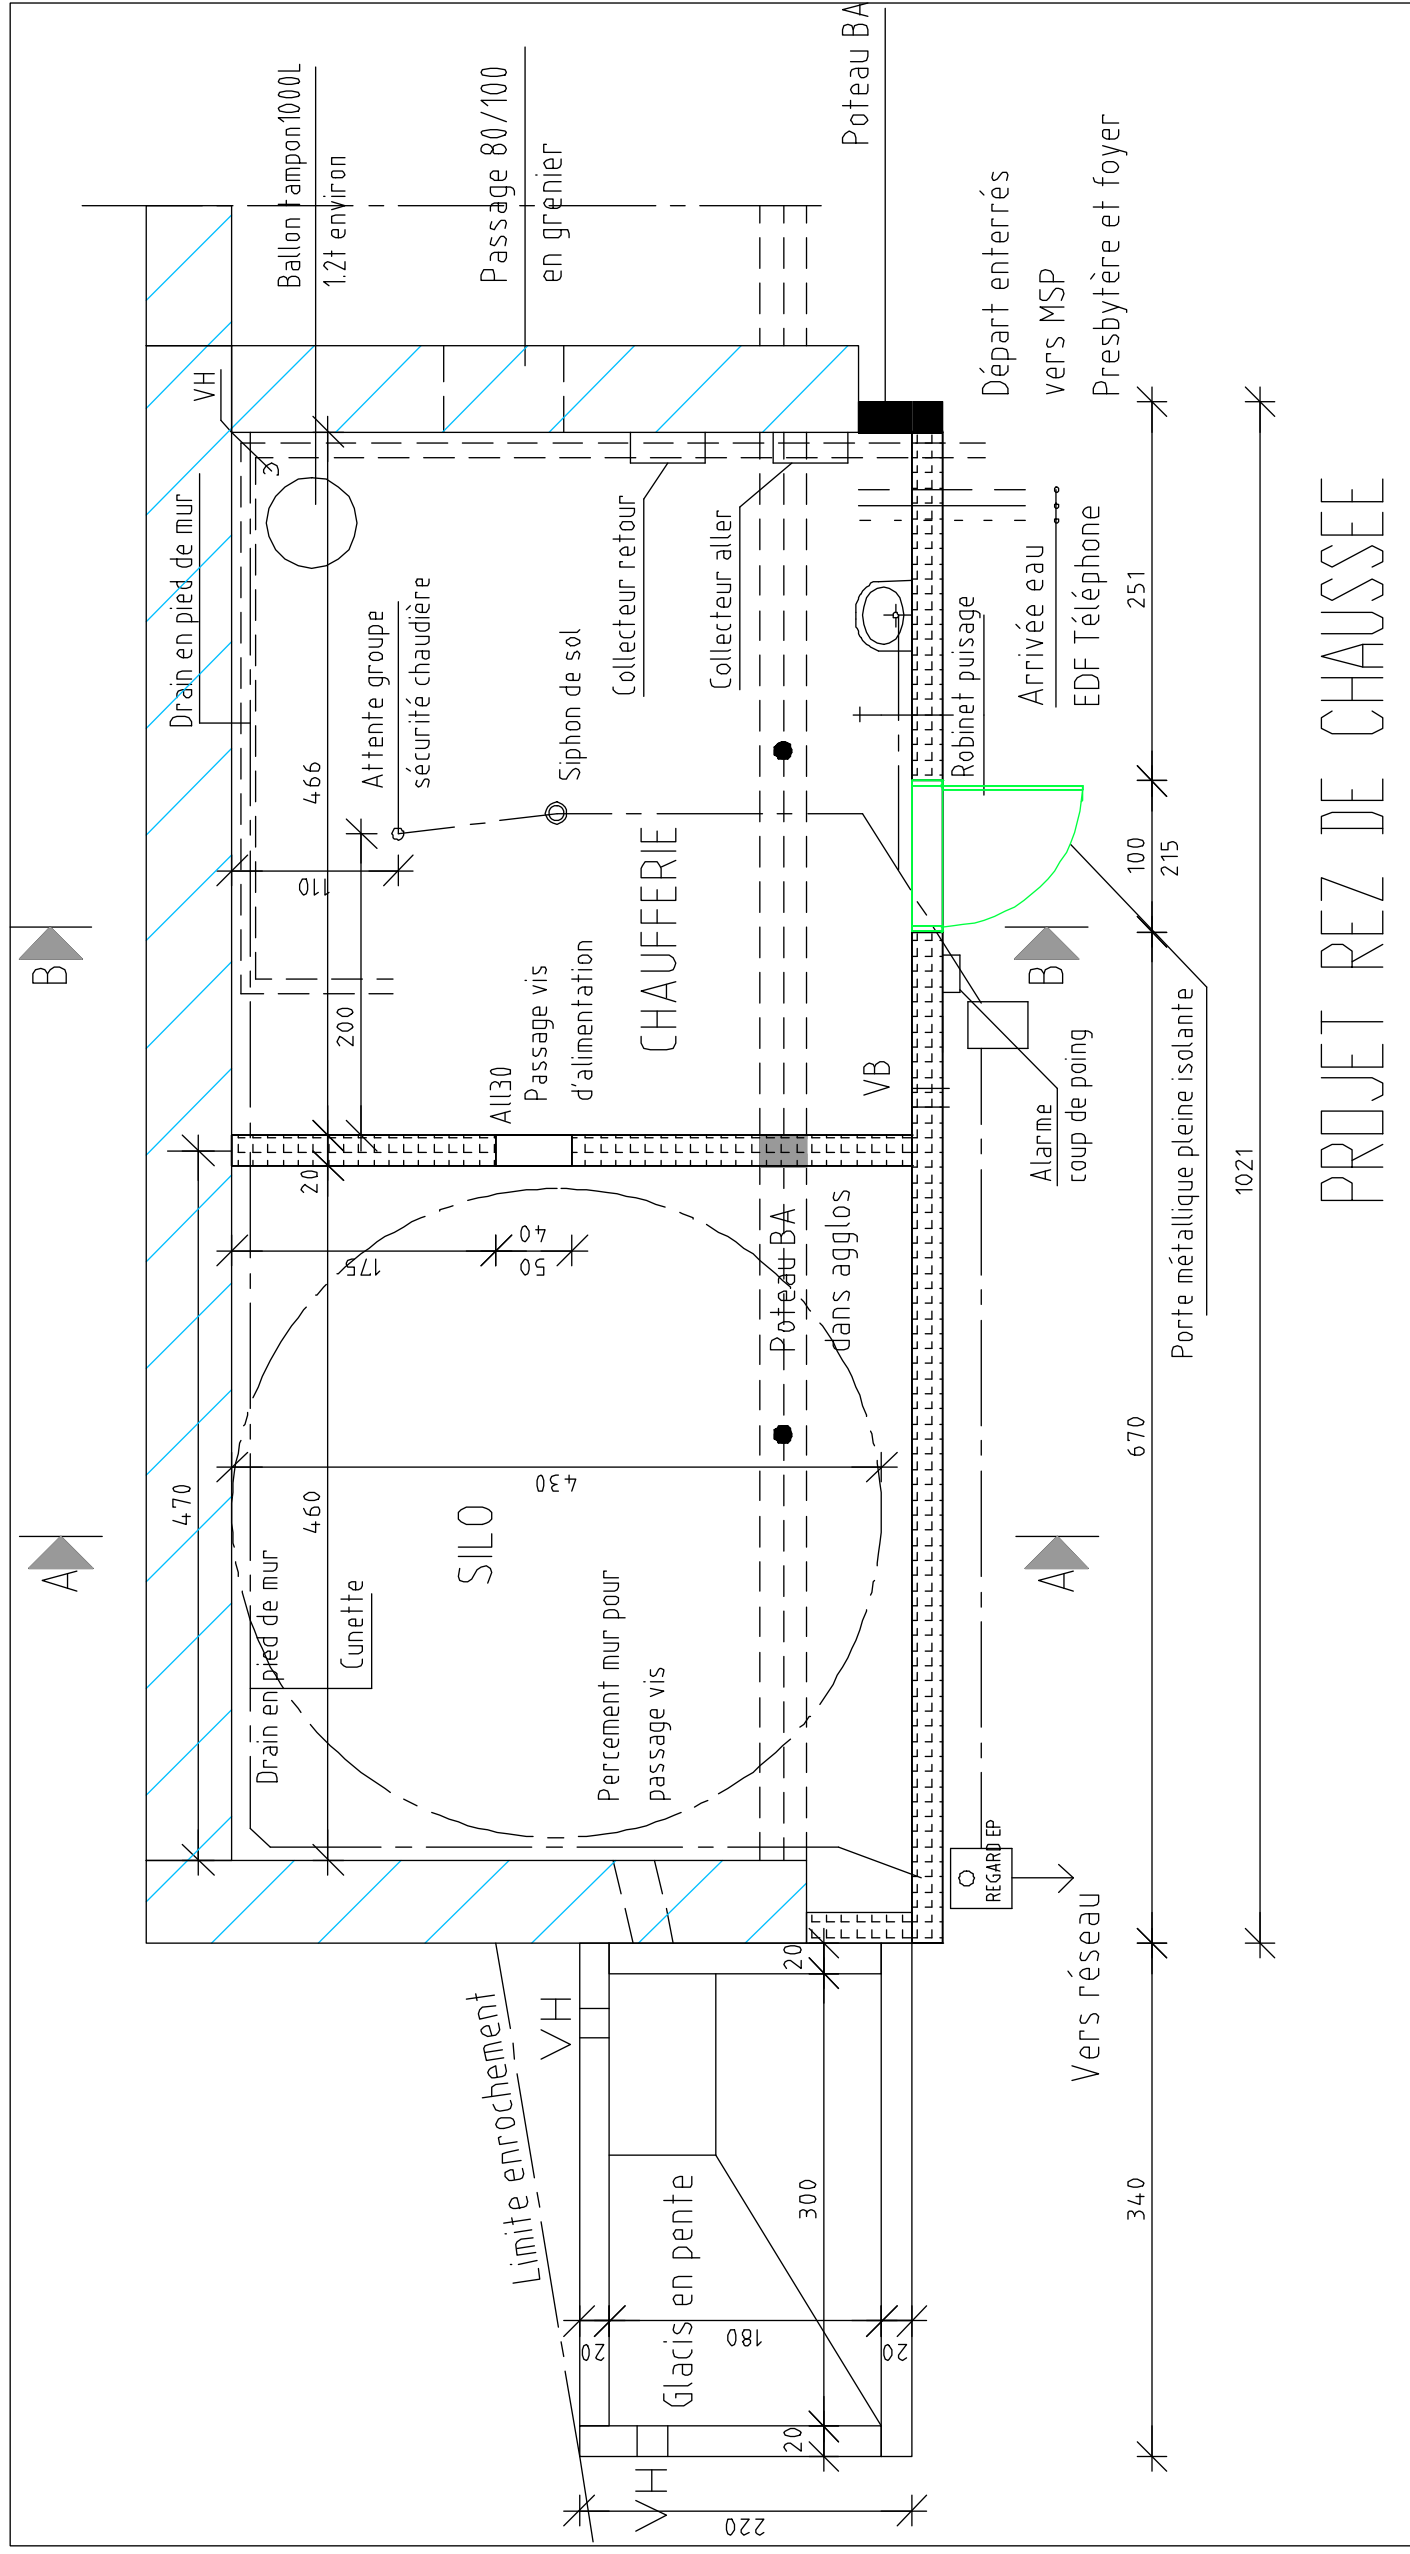 Ballon tampon1000L
1.2t environ
Passage 80/100
en grenier
Poteau BA
VH
Drain en pied de mur
Départ enterrés
vers MSP
Presbytère et foyer
Attente groupe
sécurité chaudière
Siphon de sol
Collecteur retour
Collecteur aller
Robinet puisage
Arrivée eau
EDF Téléphone
466
110
200
CHAUFFERIE
251
100
215
B
B
All30
Passage vis
d'alimentation
VB
Alarme
coup de poing
Porte métallique pleine isolante
20
175
40
50
Poteau BA
dans agglos
470
460
430
SILO
670
1021
A
A
Drain en pied de mur
Cunette
Percement mur pour
passage vis
REGARD EP
Vers réseau
Limite enrochement
VH
20
300
Glacis en pente
20
180
20
20
340
VH
220
PROJET REZ DE CHAUSSEE